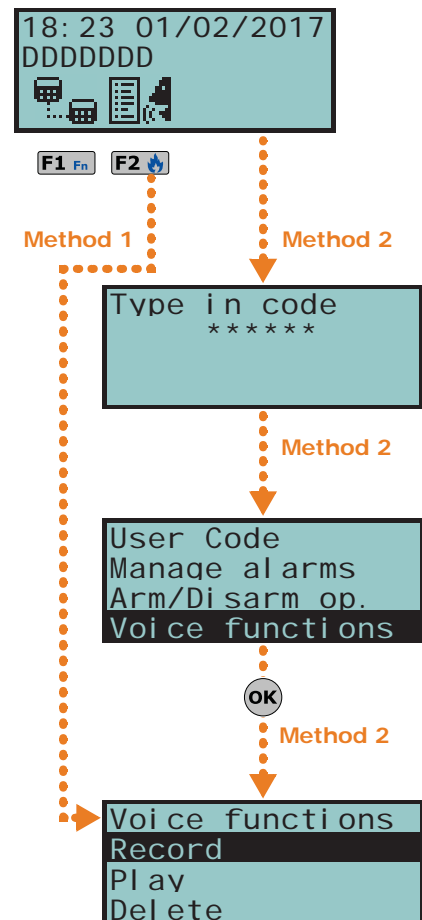 18:23 01/02/2017
DDDDDDD
F1 Fn F2
Method 1
Method 2
Type in code
******
Method 2
User Code
Manage alarms
Arm/Disarm op.
Voice functions
OK
Method 2
Voice functions
Record
Play
Delete